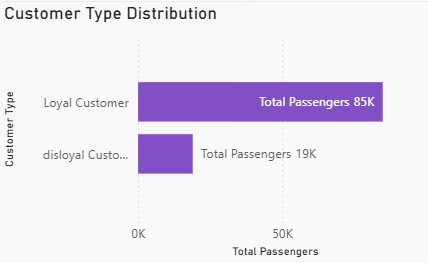 Customer Type Distribution
Customer Type
Loyal Customer
Total Passengers 85K
disloyal Custo...
Total Passengers 19K
0K
50K
Total Passengers